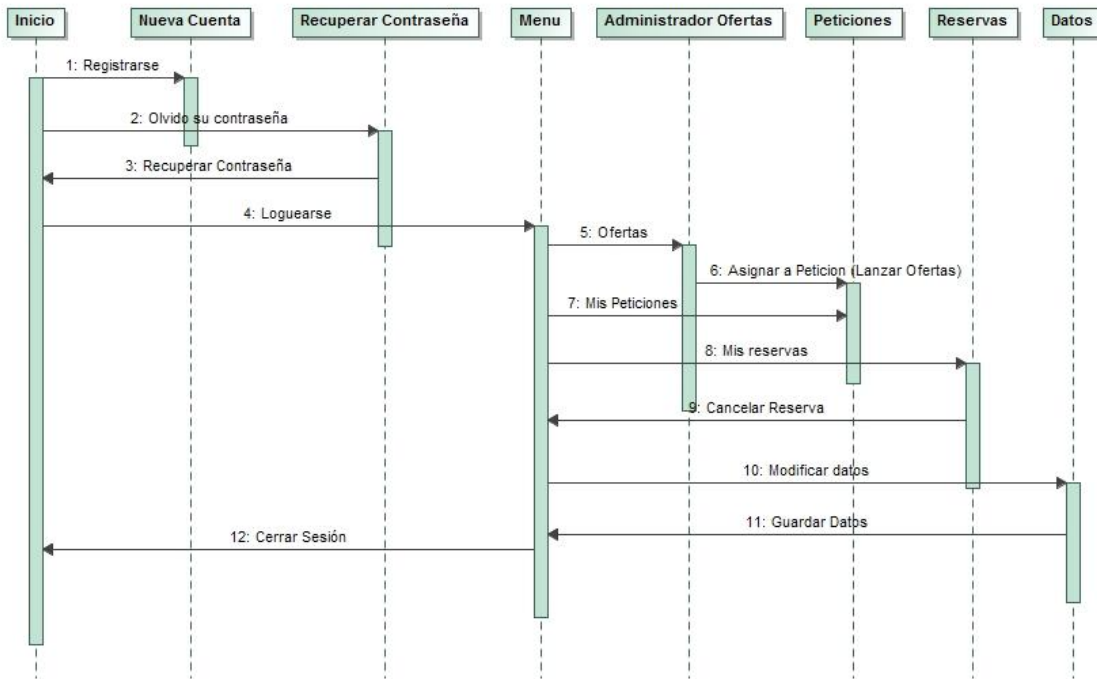 Inicio
Nueva Cuenta
Recuperar Contraseña
Menu
Administrador Ofertas
Peticiones
Reservas
Datos
1: Registrarse
2: Olvido su contraseña
3: Recuperar Contraseña
4: Loguearse
5: Ofertas
6: Asignar a Peticion (Lanzar Ofertas)
7: Mis Peticiones
8: Mis reservas
9: Cancelar Reserva
10: Modificar datos
11: Guardar Datos
12: Cerrar Sesión